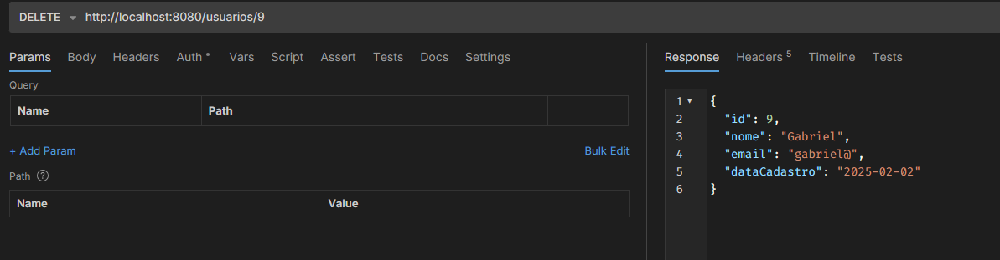 DELETE http://localhost:8080/usuarios/9
Params Body Headers Auth * Vars Script Assert Tests Docs Settings
Query
Name Path
+ Add Param Bulk Edit
Path ?
Name Value
Response Headers 5 Timeline Tests
1 {
2 "id": 9,
3 "nome": "Gabriel",
4 "email": "gabriel@",
5 "dataCadastro": "2025-02-02"
6 }